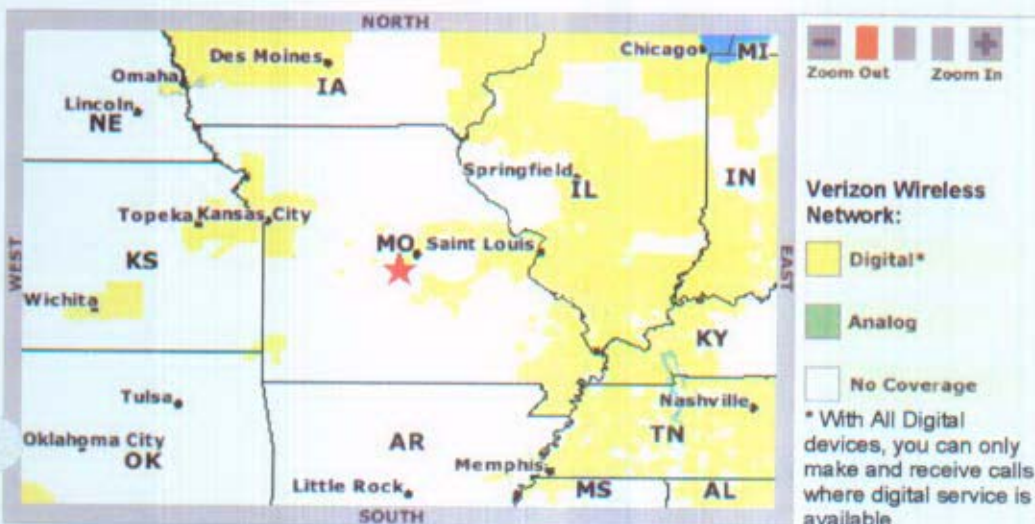 NORTH
Zoom Out Zoom In
Des Moines
Chicago
MI
Omaha
IA
Lincoln
NE
Springfield
IL
IN
Verizon Wireless
Network:
Topeka Kansas City
MO Saint Louis
WEST
EAST
KS
Digital*
Wichita
Analog
KY
No Coverage
Tulsa
Nashville
* With All Digital
devices, you can only
make and receive calls
where digital service is
available
Oklahoma City
OK
AR
TN
Memphis
Little Rock
MS
AL
SOUTH